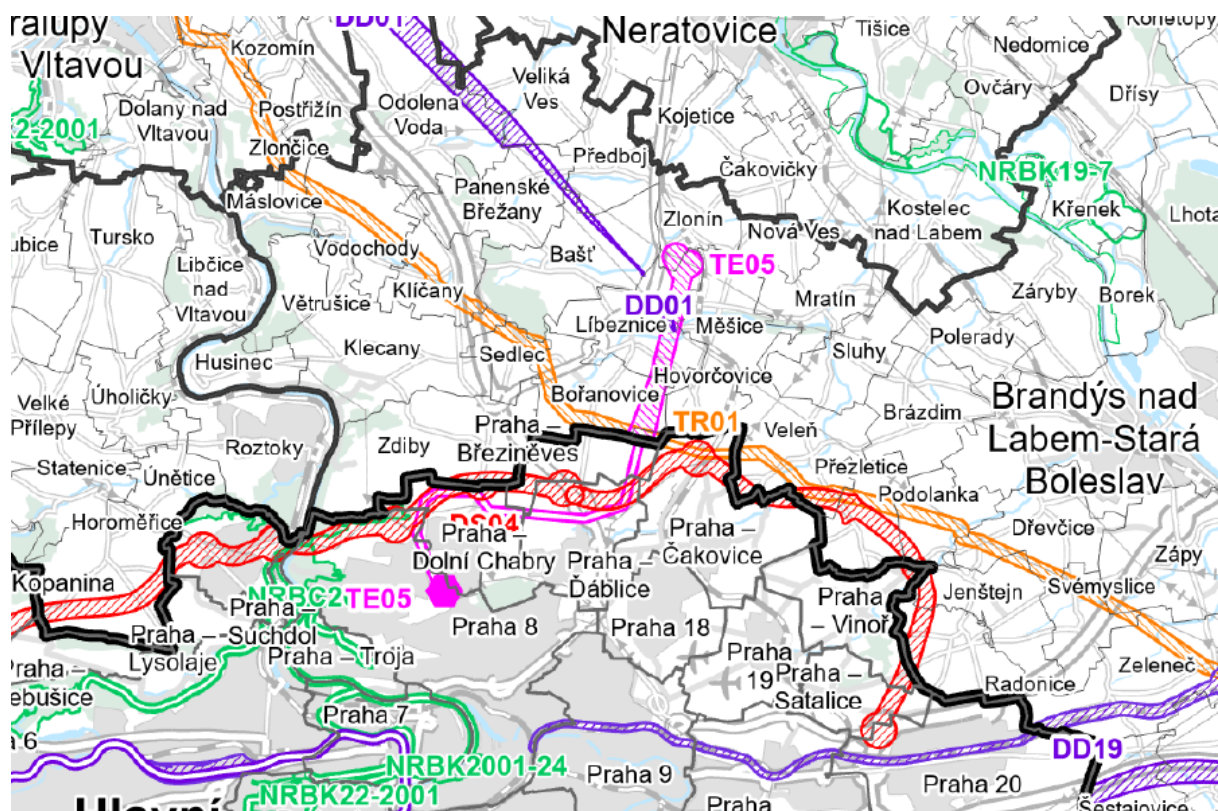 ralupy
Vltavou
Kozomín
DD01
Neratovice
Tišice
Konětopy
Nedomice
Veliká
Ves
Ovčáry
Dřísy
Dolany nad
Vltavou
Postřižín
Odolena
Voda
Kojetice
2-2001
Zlončice
Předboj
Čakovičky
NRBK19-7
Křenek
Lhota
Máslovice
Panenské
Břežany
Zlonín
Kostelec
nad Labem
Nová Ves
ubice
Tursko
Vodochody
Bašť
TE05
Libčice
nad
Vltavou
Klíčany
Větrušice
DD01
Mratín
Záryby
Borek
Líbeznice
Měšice
Polerady
Husinec
Klecany
Sedlec
Sluhy
Hovorčovice
Velké
Přílepy
Úholičky
Bořanovice
Brázdim
Brandýs nad
Labem-Stará
Boleslav
TR01
Roztoky
Zdiby
Praha –
Březiněves
Veleň
Statenice
Únětice
Přezletice
Podolanka
Horoměřice
DS04
Praha –
Dolní Chabry
Praha –
Čakovice
Dřevčice
Zápy
Kopanina
Praha –
Ďáblice
Jenštejn
Svémyslice
NRBC2
TE05
Praha –
Suchdol
Praha 8
Praha 18
Praha
– Vinoř
Praha –
Lysolaje
Praha – Troja
Praha –
ebušice
Praha
19
Praha –
Satalice
Zeleneč
Radonice
Praha 7
a 6
DD19
NRBK2001-24
Praha 9
Praha 20
NRBK22-2001
Hlavní
Praha
Šestajovice